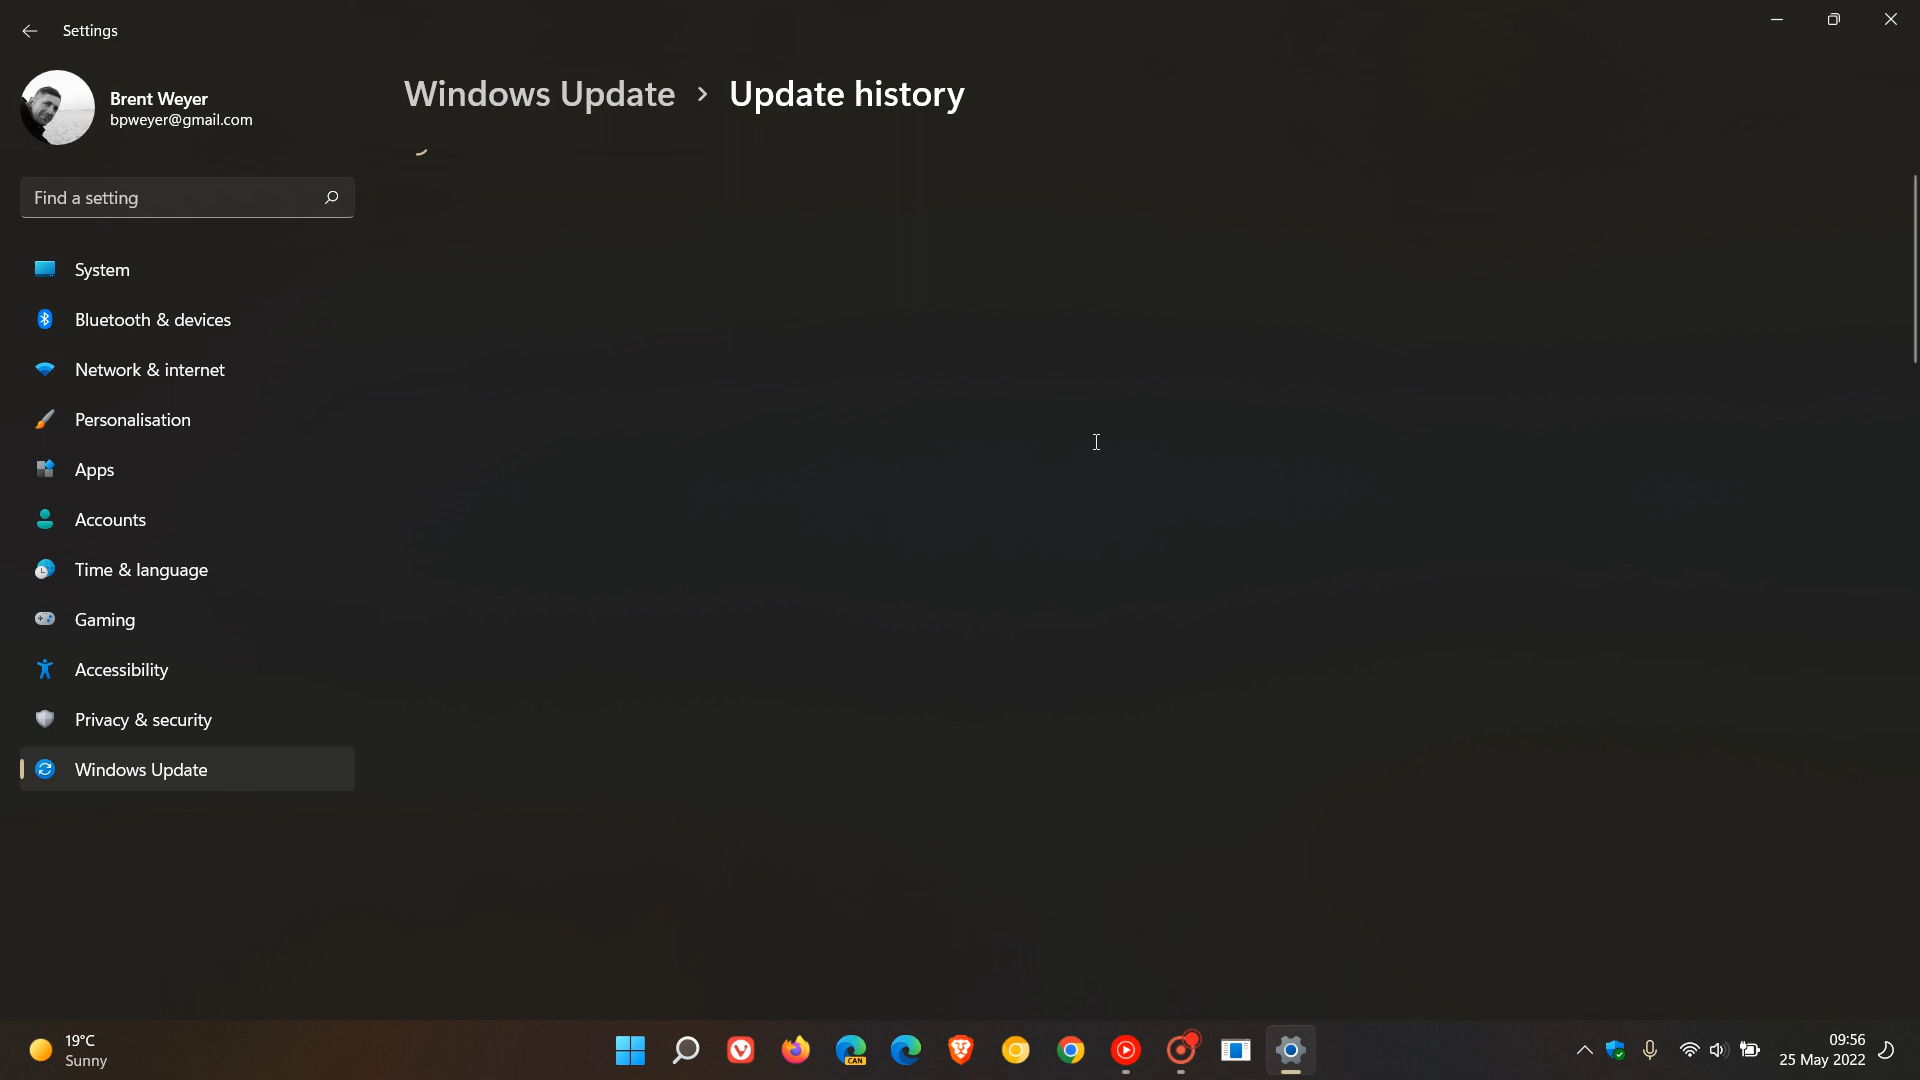 Settings
Brent Weyer
bpweyer@gmail.com
Find a setting
System
Bluetooth & devices
Network & internet
Personalisation
Apps
Accounts
Time & language
Gaming
Accessibility
Privacy & security
Windows Update
Windows Update > Update history
19°C
Sunny
CAN
09:56
25 May 2022